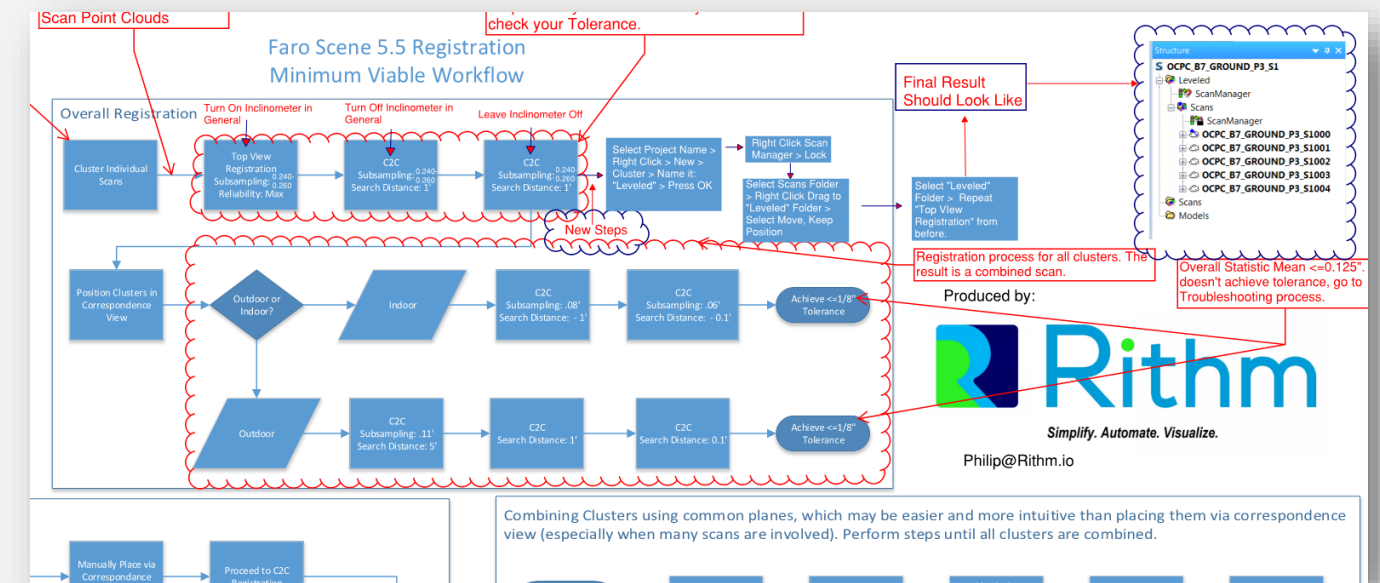 Scan Point Clouds
check your Tolerance.
Faro Scene 5.5 Registration
Minimum Viable Workflow
Overall Registration
Turn On Inclinometer in
General
Turn Off Inclinometer in
General
Leave Inclinometer Off
Cluster Individual
Scans
Top View
Registration
Subsampling: 0.240-
0.260
Reliability: Max
C2C
Subsampling: 0.240-
0.260
Search Distance: 1'
C2C
Subsampling: 0.240-
0.260
Search Distance: 1'
Select Project Name >
Right Click > New >
Cluster > Name it:
"Leveled" > Press OK
Right Click Scan
Manager > Lock
Select Scans Folder
> Right Click Drag to
"Leveled" Folder >
Select Move, Keep
Position
Select "Leveled"
Folder > Repeat
"Top View
Registration" from
before.
Final Result
Should Look Like
Structure
OCPC_B7_GROUND_P3_S1
Leveled
ScanManager
Scans
ScanManager
OCPC_B7_GROUND_P3_S1000
OCPC_B7_GROUND_P3_S1001
OCPC_B7_GROUND_P3_S1002
OCPC_B7_GROUND_P3_S1003
OCPC_B7_GROUND_P3_S1004
Scans
Models
New Steps
Registration process for all clusters. The
result is a combined scan.
Overall Statistic Mean <=0.125".
doesn't achieve tolerance, go to
Troubleshooting process.
Position Clusters in
Correspondence
View
Outdoor or
Indoor?
Indoor
C2C
Subsampling: .08'
Search Distance: - 1'
C2C
Subsampling: .06'
Search Distance: - 0.1'
Achieve <=1/8"
Tolerance
Outdoor
C2C
Subsampling: .11'
Search Distance: 5'
C2C
Search Distance: 1'
C2C
Search Distance: 0.1'
Achieve <=1/8"
Tolerance
Produced by:
Rithm
Simplify. Automate. Visualize.
Philip@Rithm.io
Manually Place via
Correspondance
Proceed to C2C
Registration
Combining Clusters using common planes, which may be easier and more intuitive than placing them via correspondence
view (especially when many scans are involved). Perform steps until all clusters are combined.